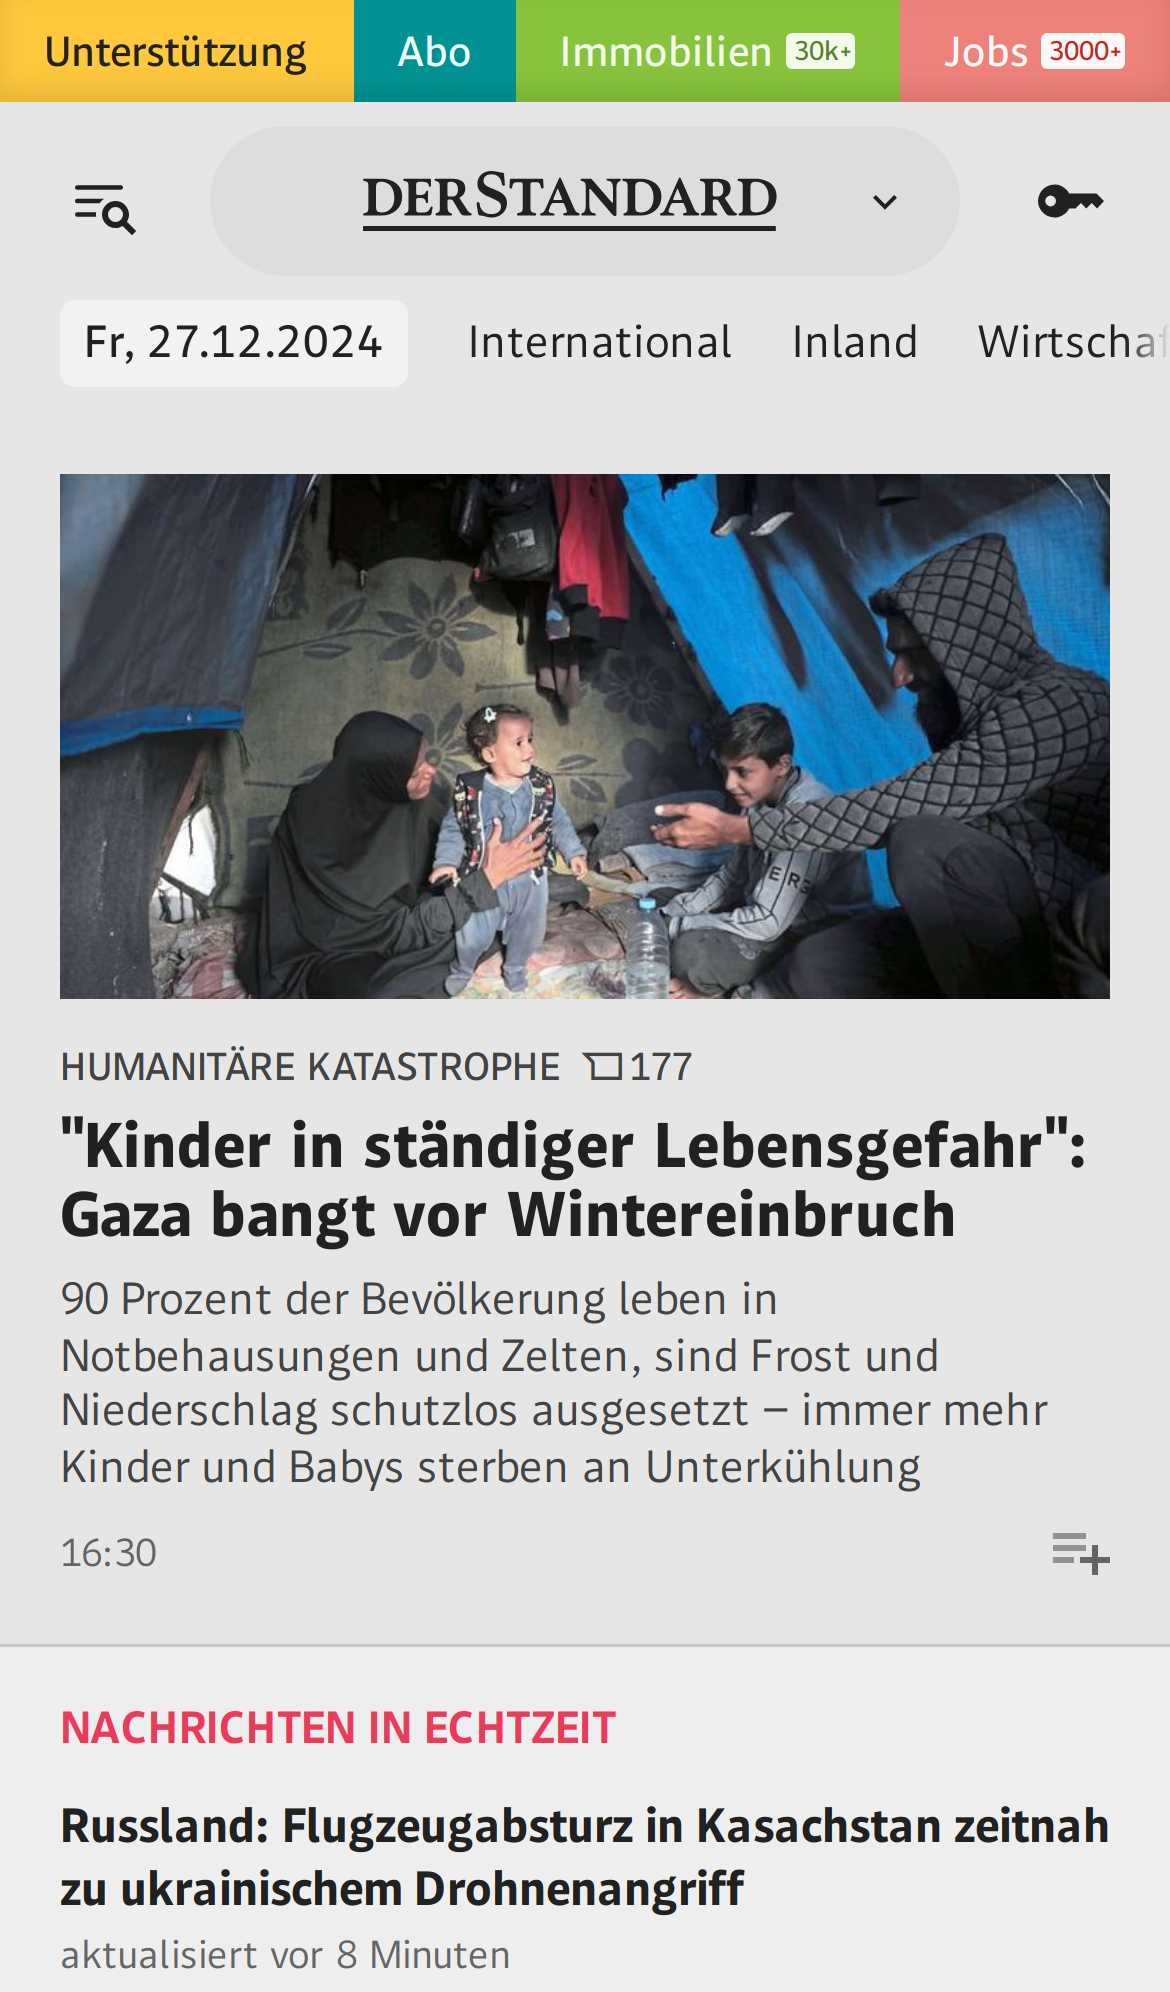 Unterstützung Abo Immobilien 30k+ Jobs 3000+
DERSTANDARD
Fr, 27.12.2024 International Inland Wirtschaf
HUMANITÄRE KATASTROPHE 177
"Kinder in ständiger Lebensgefahr":
Gaza bangt vor Wintereinbruch
90 Prozent der Bevölkerung leben in
Notbehausungen und Zelten, sind Frost und
Niederschlag schutzlos ausgesetzt – immer mehr
Kinder und Babys sterben an Unterkühlung
16:30
NACHRICHTEN IN ECHTZEIT
Russland: Flugzeugabsturz in Kasachstan zeitnah
zu ukrainischem Drohnenangriff
aktualisiert vor 8 Minuten